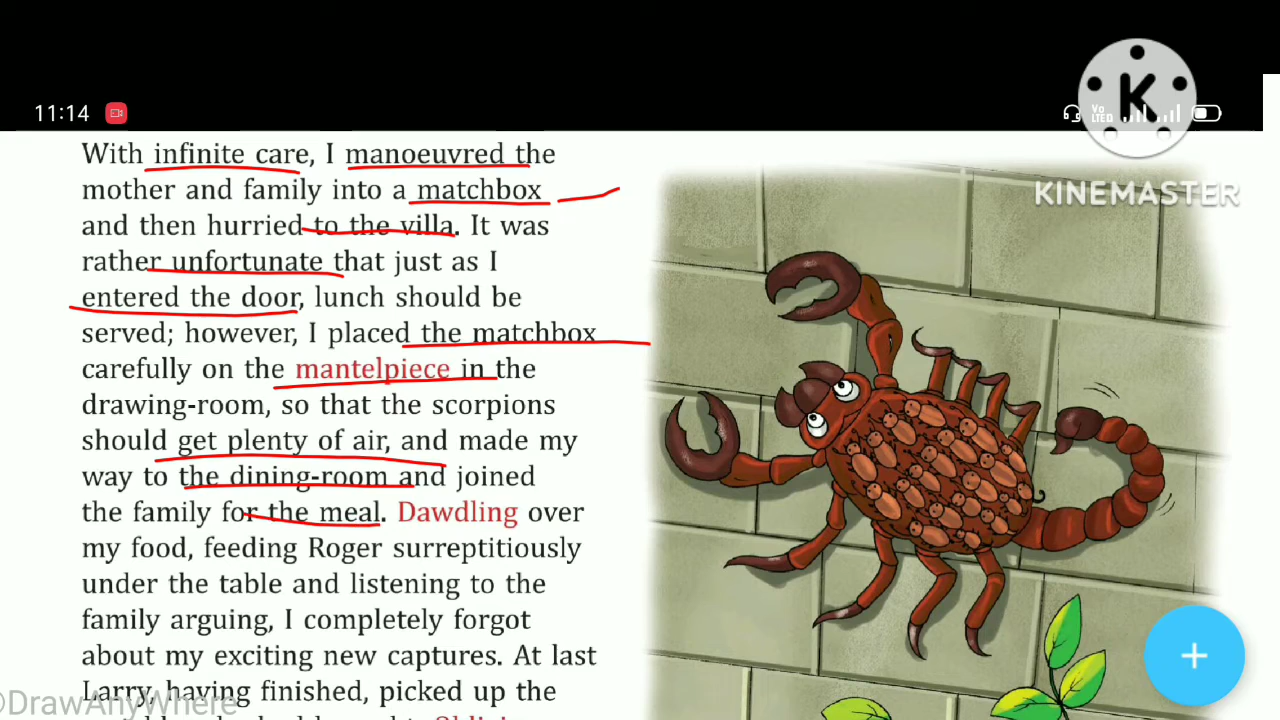 11:14
Vo
LTED
K
KINEMASTER
With infinite care, I manoeuvred the
mother and family into a matchbox
and then hurried to the villa. It was
rather unfortunate that just as I
entered the door, lunch should be
served; however, I placed the matchbox
carefully on the mantelpiece in the
drawing-room, so that the scorpions
should get plenty of air, and made my
way to the dining-room and joined
the family for the meal. Dawdling over
my food, feeding Roger surreptitiously
under the table and listening to the
family arguing, I completely forgot
about my exciting new captures. At last
Larry, having finished, picked up the
©DrawAnyWhere